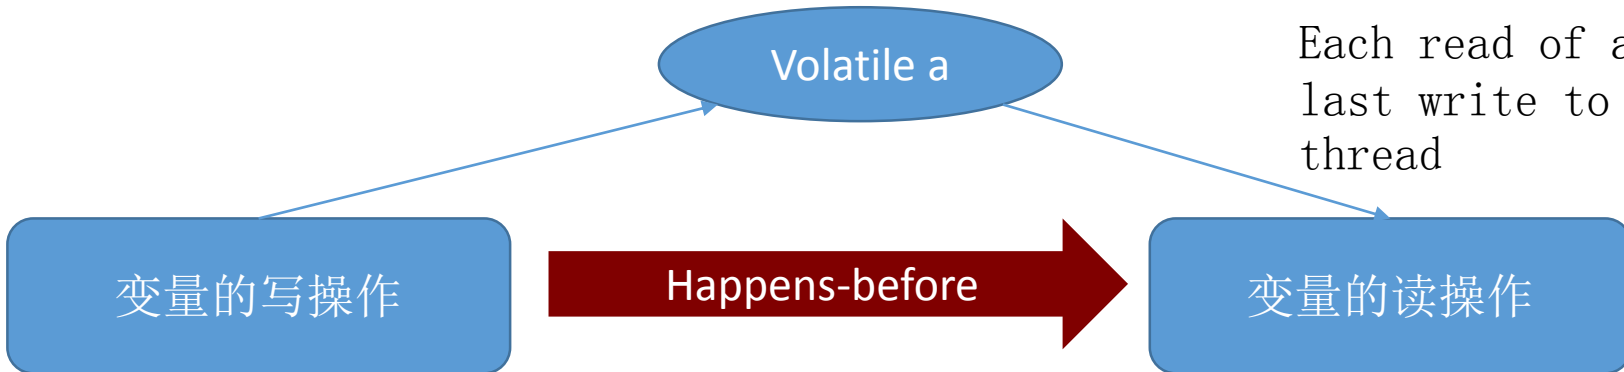 Volatile a
Each read of a
last write to
thread
变量的写操作
Happens-before
变量的读操作